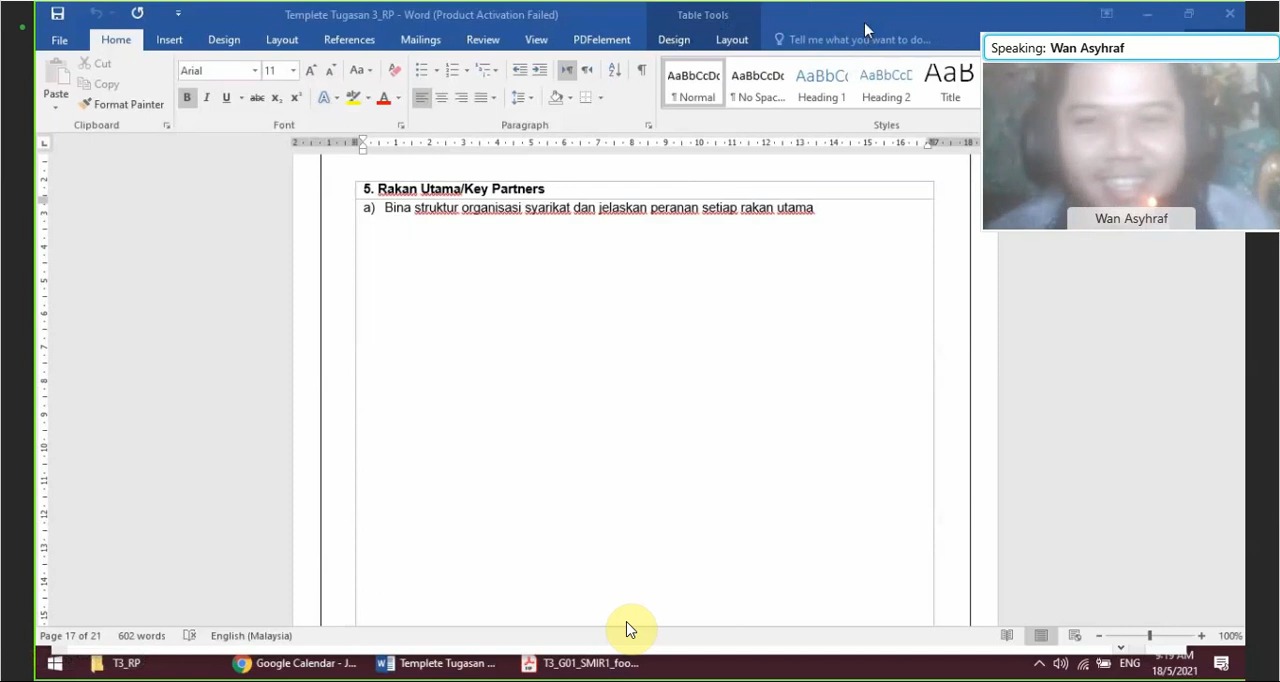 Templete Tugasan 3_RP - Word (Product Activation Failed)
Table Tools
File Home Insert Design Layout References Mailings Review View PDFelement Design Layout Tell me what you want to do...
Speaking: Wan Asyhraf
Cut
Copy
Paste
Format Painter
Clipboard
Arial 11
Font
Paragraph
AaBbCcDc AaBbCcDc AaBbCc AaBbCcD AaB
¶ Normal ¶ No Spac... Heading 1 Heading 2 Title
Styles
Wan Asyhraf
5. Rakan Utama/Key Partners
a) Bina struktur organisasi syarikat dan jelaskan peranan setiap rakan utama
Page 17 of 21 602 words English (Malaysia) 100%
T3_RP Google Calendar - J... Templete Tugasan ... T3_G01_SMIR1_foo... ENG
9:19 AM
18/5/2021